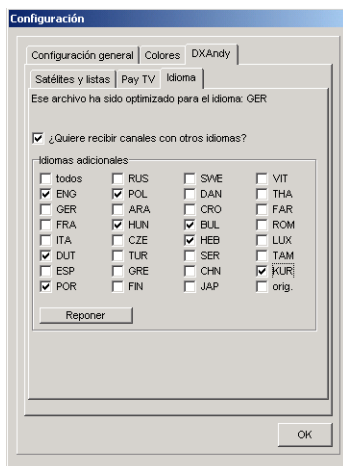 Configuración
Configuración general Colores DXAndy
Satélites y listas Pay TV Idioma
Ese archivo ha sido optimizado para el idioma: GER
¿Quiere recibir canales con otros idiomas?
Idiomas adicionales
todos RUS SWE VIT
ENG POL DAN THA
GER ARA CRO FAR
FRA HUN BUL ROM
ITA CZE HEB LUX
DUT TUR SER TAM
ESP GRE CHN KUR
POR FIN JAP orig.
Reponer
OK